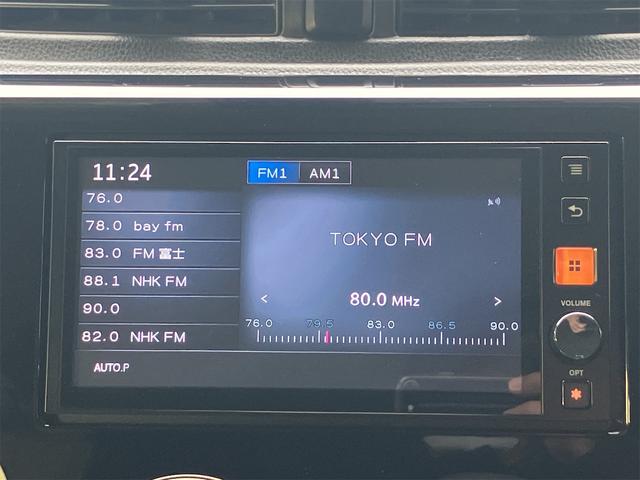 11:24
FM1 AM1
76.0
78.0 bay fm
83.0 FM 富士
88.1 NHK FM
90.0
82.0 NHK FM
AUTO.P
TOKYO FM
< 80.0 MHz >
76.0 79.5 83.0 86.5 90.0
VOLUME
OPT